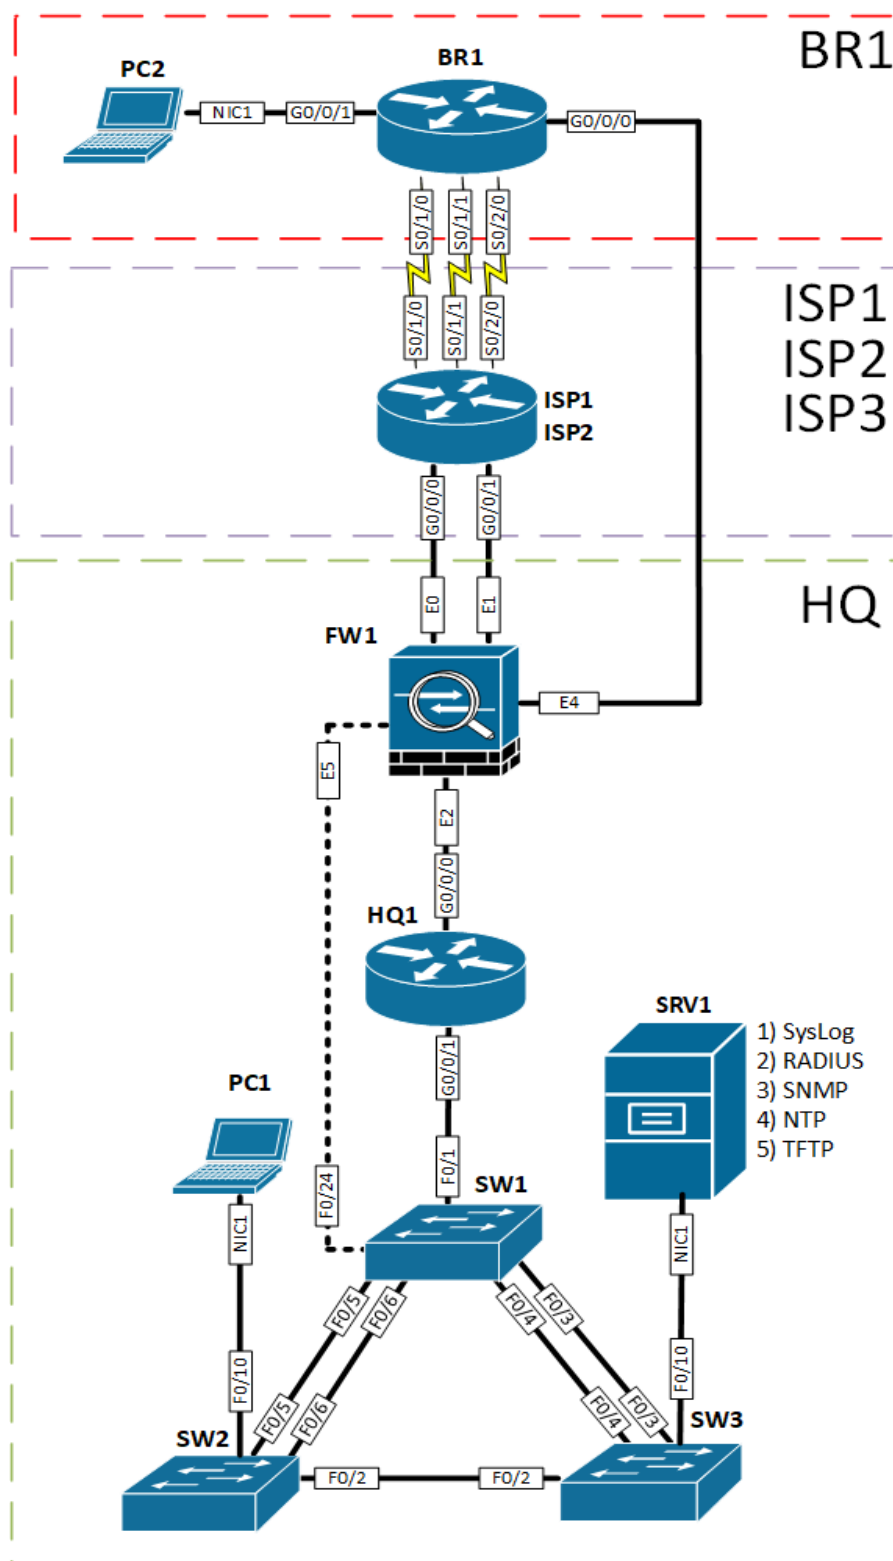 BR1
BR1
PC2
NIC1
G0/0/1
G0/0/0
S0/1/0
S0/1/1
S0/2/0
ISP1
ISP2
ISP3
S0/1/0
S0/1/1
S0/2/0
ISP1
ISP2
G0/0/0
G0/0/1
HQ
E0
E1
FW1
E4
E5
E2
G0/0/0
HQ1
SRV1
1) SysLog
2) RADIUS
3) SNMP
4) NTP
5) TFTP
G0/0/1
PC1
F0/1
F0/24
SW1
NIC1
NIC1
F0/5
F0/6
F0/4
F0/3
F0/10
F0/10
F0/5
F0/6
F0/4
F0/3
SW2
SW3
F0/2
F0/2